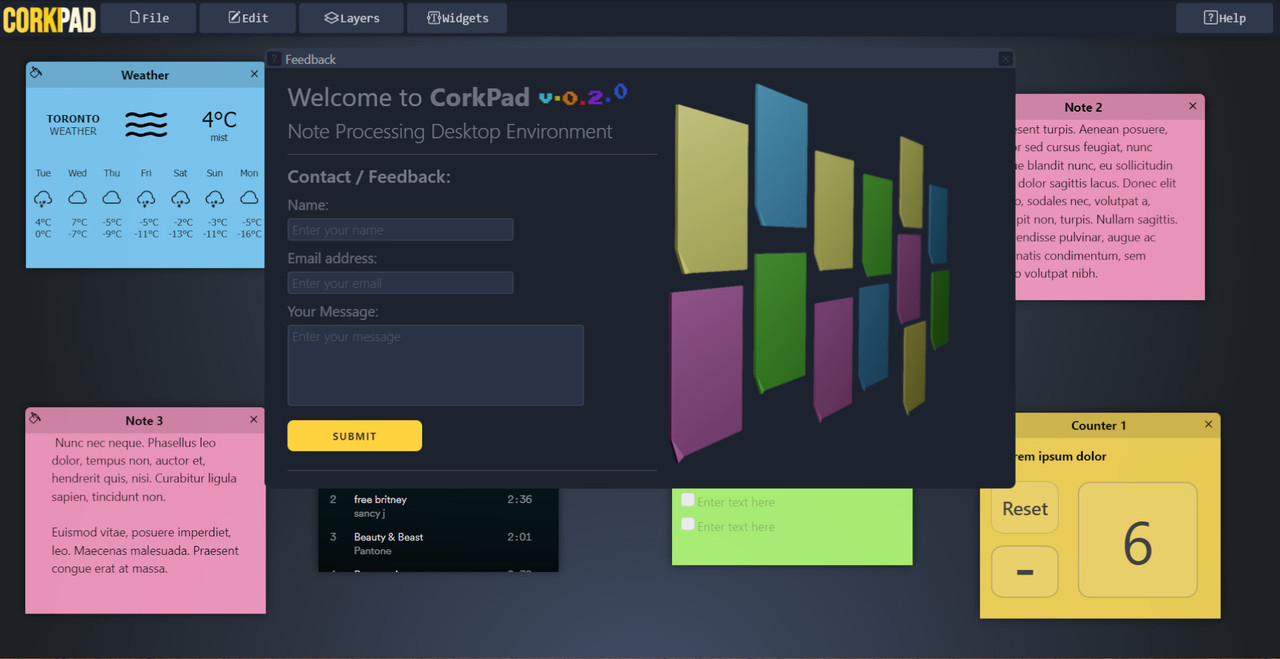 CORKPAD
File
Edit
Layers
Widgets
Help
Weather
TORONTO
WEATHER
4°C
mist
Tue Wed Thu Fri Sat Sun Mon
4°C 7°C -5°C -5°C -2°C -3°C -5°C
0°C -7°C -9°C -11°C -13°C -11°C -16°C
Feedback
Welcome to CorkPad v.0.2.0
Note Processing Desktop Environment
Contact / Feedback:
Name:
Enter your name
Email address:
Enter your email
Your Message:
Enter your message
SUBMIT
Note 2
turpis. Aenean posuere,
sed cursus feugiat, nunc
blandit nunc, eu sollicitudin
dolor sagittis lacus. Donec elit
sodales nec, volutpat a,
non, turpis. Nullam sagittis.
pulvinar, augue ac
condimentum, sem
volutpat nibh.
Note 3
Nunc nec neque. Phasellus leo
dolor, tempus non, auctor et,
hendrerit quis, nisi. Curabitur ligula
sapien, tincidunt non.
Euismod vitae, posuere imperdiet,
leo. Maecenas malesuada. Praesent
congue erat at massa.
2 free britney 2:36
sancy j
3 Beauty & Beast 2:01
Pantone
Enter text here
Enter text here
Counter 1
ipsum dolor
Reset
-
6